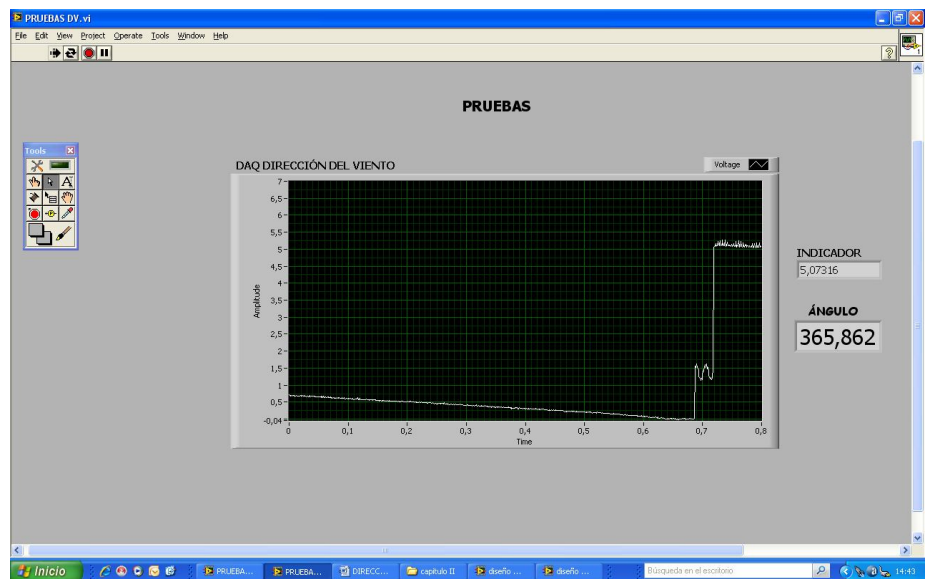 PRUEBAS DV.vi
File Edit View Project Operate Tools Window Help
PRUEBAS
Tools
DAQ DIRECCIÓN DEL VIENTO
Voltage
7
6,5
6
5,5
5
4,5
4
3,5
3
2,5
2
1,5
1
0,5
-0,04
Amplitude
0 0,1 0,2 0,3 0,4 0,5 0,6 0,7 0,8
Time
INDICADOR
5,07316
ÁNGULO
365,862
Inicio PRUEBA... PRUEBA... DIRECC... capitulo II diseño ... diseño ... Búsqueda en el escritorio 14:43